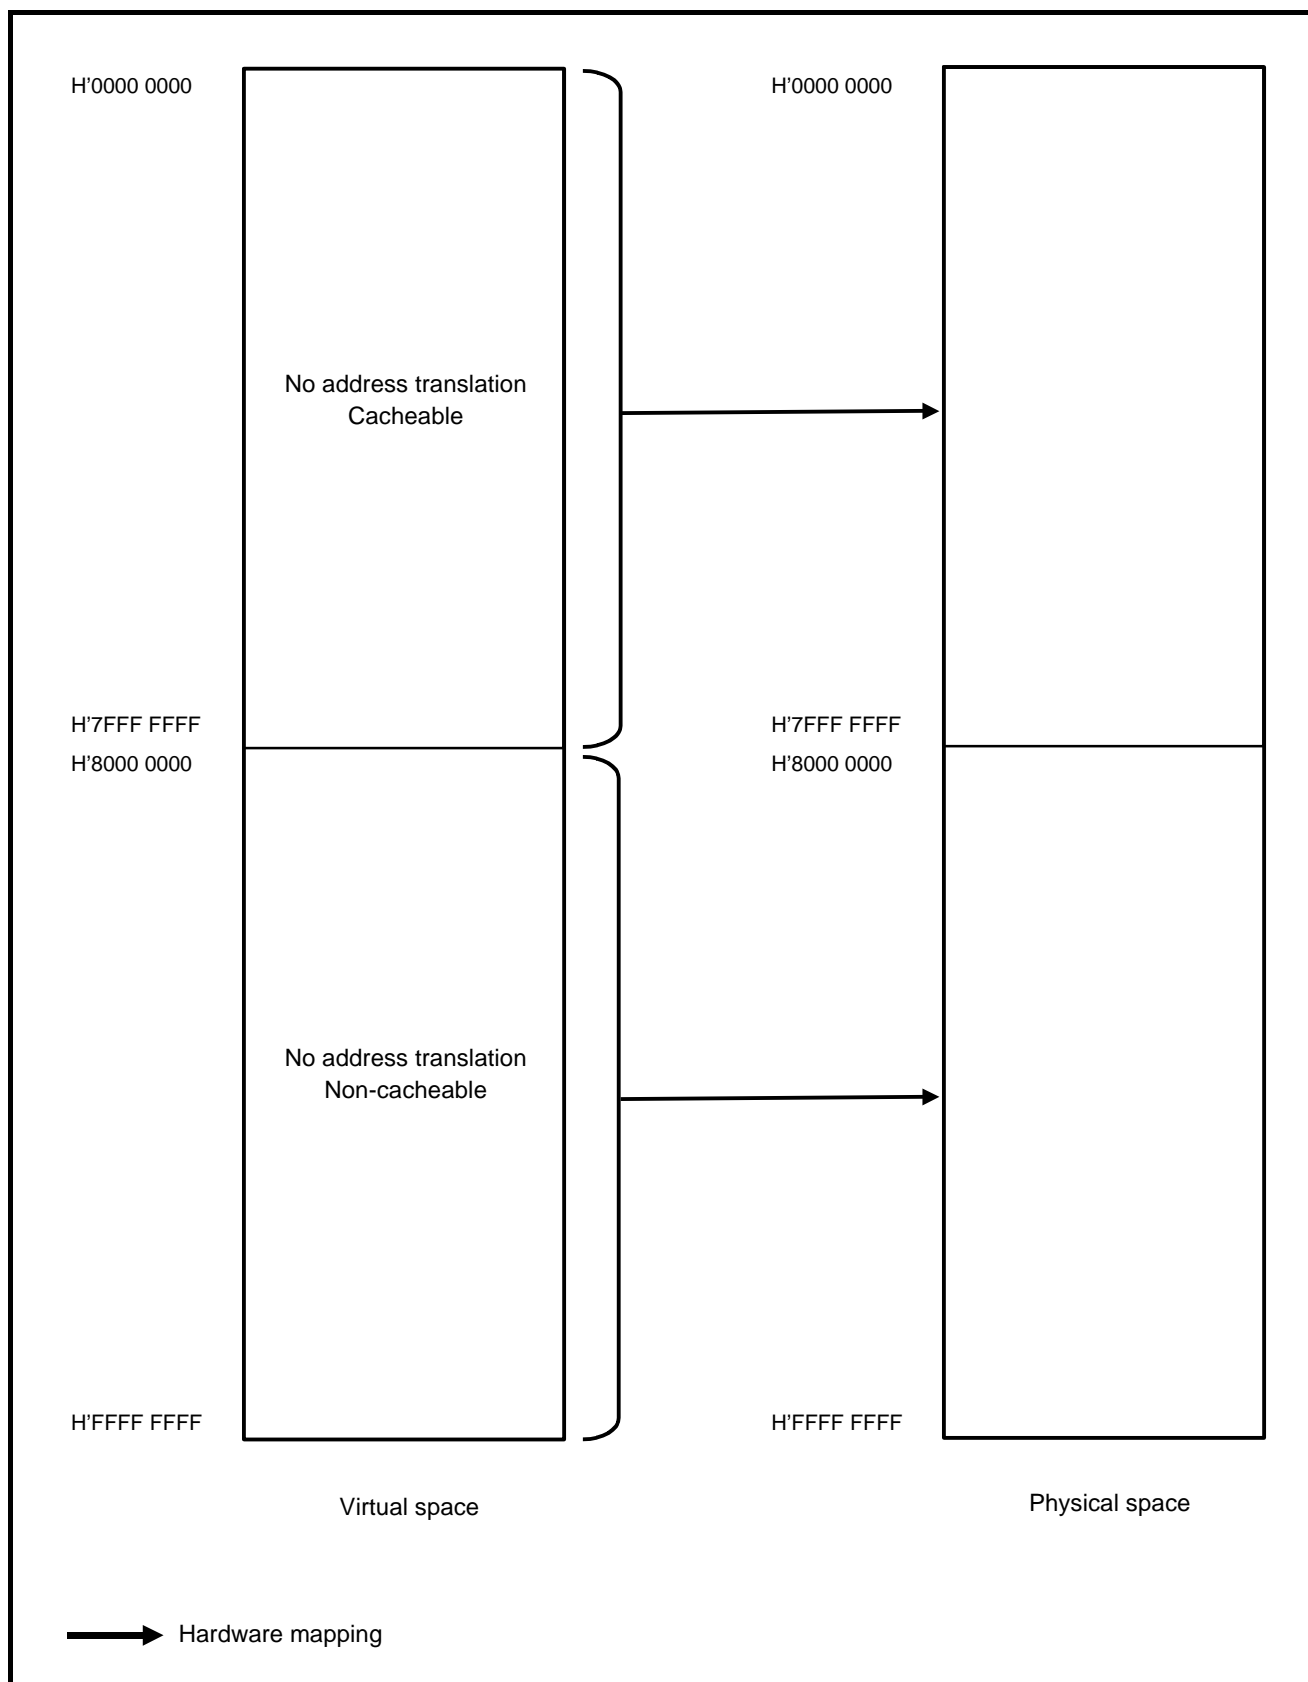 H’0000 0000
H’0000 0000
No address translation
Cacheable
H’7FFF FFFF
H’7FFF FFFF
H’8000 0000
H’8000 0000
No address translation
Non-cacheable
H’FFFF FFFF
H’FFFF FFFF
Virtual space
Physical space
Hardware mapping